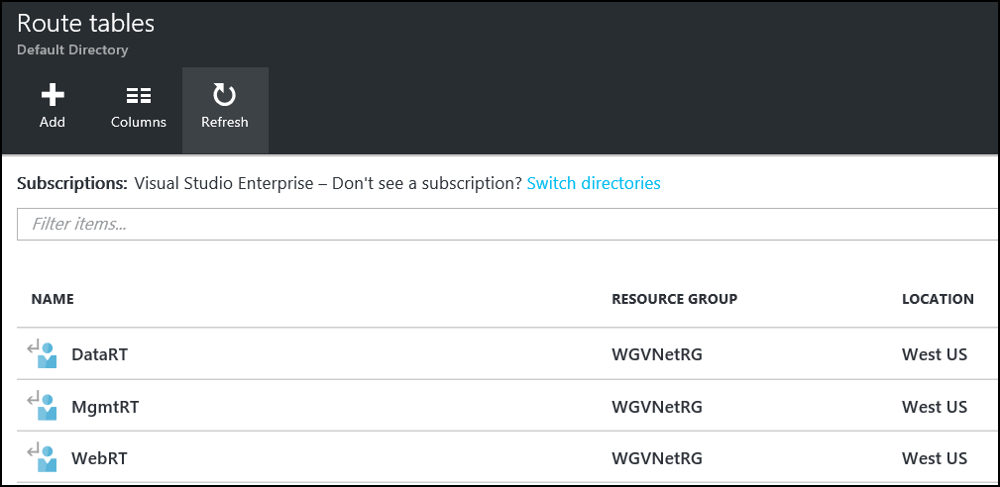 Route tables
Default Directory
Add Columns Refresh
Subscriptions: Visual Studio Enterprise – Don't see a subscription? Switch directories
Filter items...
NAME RESOURCE GROUP LOCATION
DataRT WGVNetRG West US
MgmtRT WGVNetRG West US
WebRT WGVNetRG West US